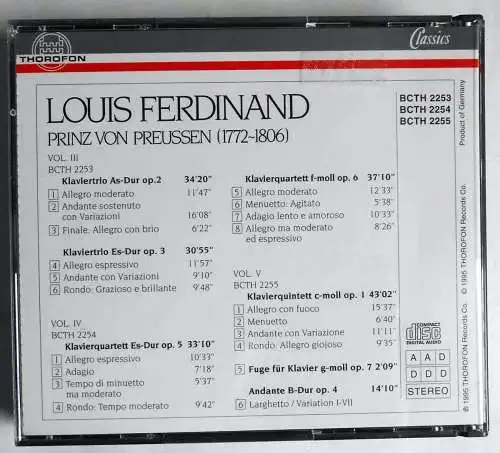 THOROFON
Classics
LOUIS FERDINAND
PRINZ VON PREUSSEN (1772-1806)
BCTH 2253
BCTH 2254
BCTH 2255
VOL. III
BCTH 2253
Klaviertrio As-Dur op.2 34'20"
1 Allegro moderato 11'47"
2 Andante sostenuto
con Variazioni 16'08"
3 Finale: Allegro con brio 6'22"
Klaviertrio Es-Dur op. 3 30'55"
4 Allegro espressivo 11'57"
5 Andante con Variazioni 9'10"
6 Rondo: Grazioso e brillante 9'48"
VOL. IV
BCTH 2254
Klavierquartett Es-Dur op. 5 33'10"
1 Allegro espressivo 10'33"
2 Adagio 7'18"
3 Tempo di minuetto 5'37"
ma moderato
4 Rondo: Tempo moderato 9'42"
Klavierquartett f-moll op. 6 37'10"
5 Allegro moderato 12'33"
6 Menuetto: Agitato 5'38"
7 Adagio lento e amoroso 10'33"
8 Allegro ma moderato 8'26"
ed espressivo
VOL. V
BCTH 2255
Klavierquintett c-moll op. 1 43'02"
1 Allegro con fuoco 15'37"
2 Menuetto 6'40"
3 Andante con Variazione 11'11"
4 Rondo: Allegro giojoso 9'35"
5 Fuge für Klavier g-moll op. 7 2'09"
Andante B-Dur op. 4 14'10"
6 Larghetto / Variation I-VII
COMPACT
disc
DIGITAL AUDIO
A A D
D D D
STEREO
Product of Germany
© 1995 THOROFON Records Co.
℗ 1995 THOROFON Records Co.